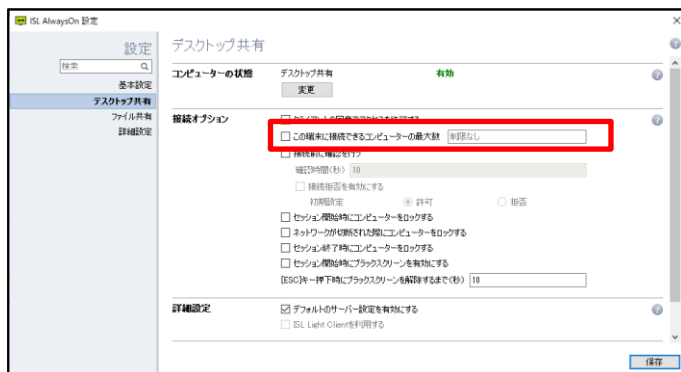 ISL AlwaysOn 設定
設定
検索
基本設定
デスクトップ共有
ファイル共有
詳細設定
デスクトップ共有
コンピューターの状態
デスクトップ共有
有効
変更
接続オプション
この端末に接続できるコンピューターの最大数 制限なし
接続前に確認を行う
確認時間(秒) 10
接続拒否を有効にする
初期設定 許可 拒否
セッション開始時にコンピューターをロックする
ネットワークが切断された際にコンピューターをロックする
セッション終了時にコンピューターをロックする
セッション開始時にブラックスクリーンを有効にする
[ESC]キー押下時にブラックスクリーンを解除するまで(秒) 10
詳細設定
デフォルトのサーバー設定を有効にする
ISL Light Clientを利用する
保存